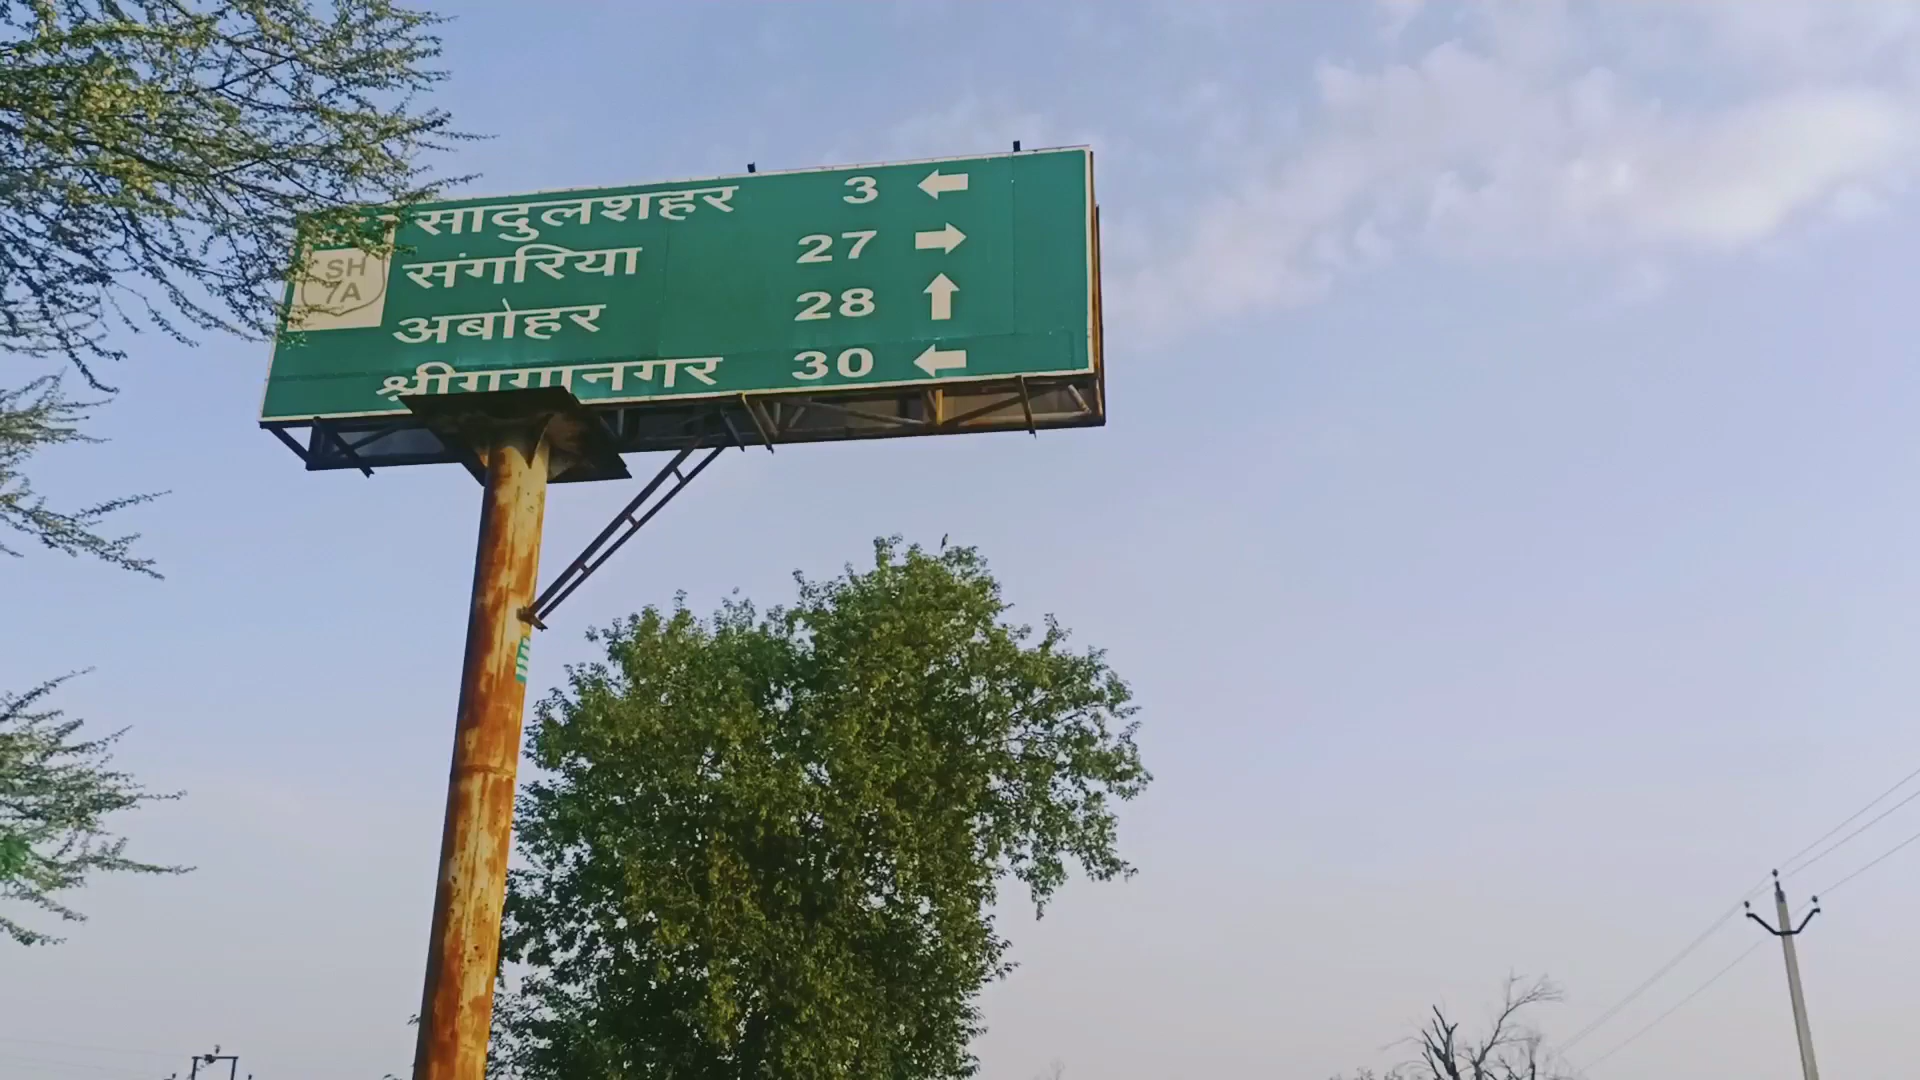 SH
7A
सादुलशहर 3
संगरिया 27
अबोहर 28
श्रीगंगानगर 30